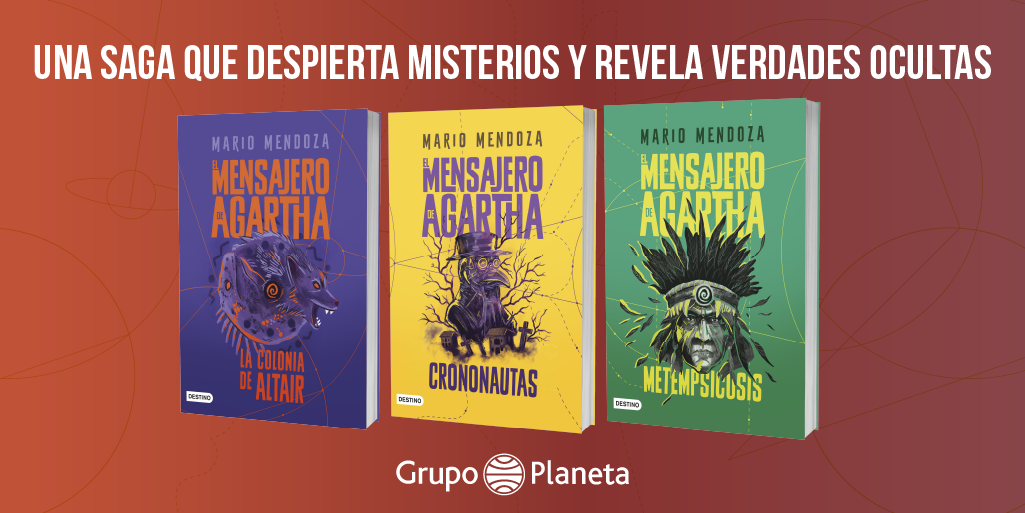 UNA SAGA QUE DESPIERTA MISTERIOS Y REVELA VERDADES OCULTAS
MARIO MENDOZA
EL
MENSAJERO
DE
AGARTHA
LA COLONIA
DE ALTAIR
DESTINO
MARIO MENDOZA
EL
MENSAJERO
DE
AGARTHA
CRONONAUTAS
DESTINO
MARIO MENDOZA
EL
MENSAJERO
DE
AGARTHA
METEMPSICOSIS
DESTINO
Grupo Planeta